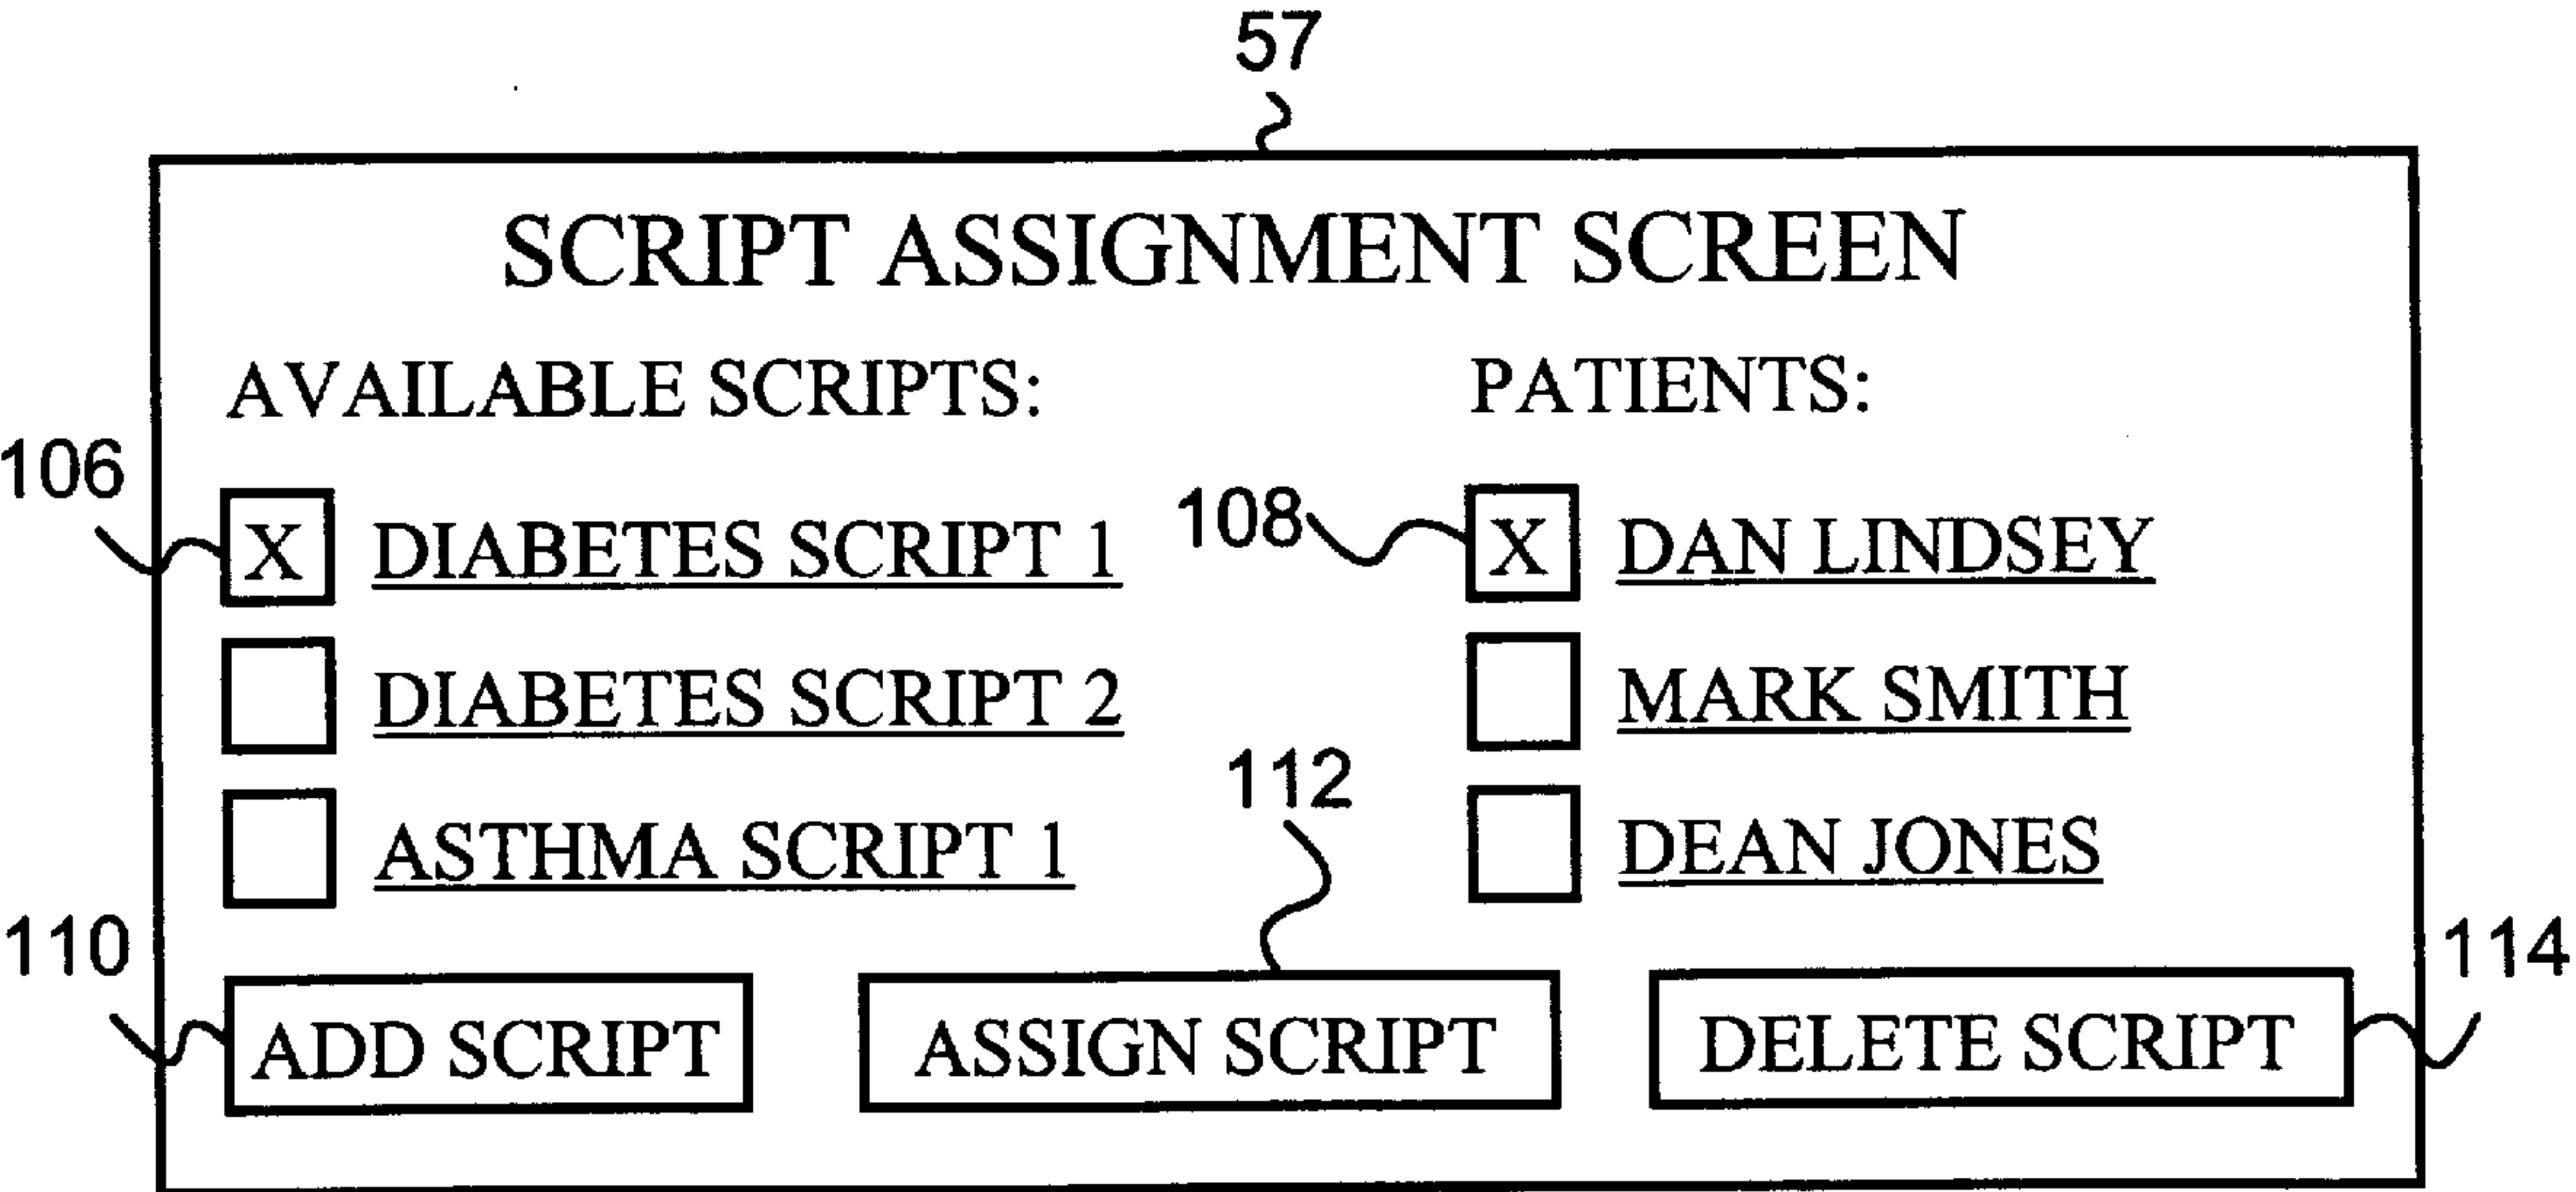 57
SCRIPT ASSIGNMENT SCREEN
AVAILABLE SCRIPTS:
PATIENTS:
106
X DIABETES SCRIPT 1
108
X DAN LINDSEY
DIABETES SCRIPT 2
MARK SMITH
112
ASTHMA SCRIPT 1
DEAN JONES
110
114
ADD SCRIPT
ASSIGN SCRIPT
DELETE SCRIPT